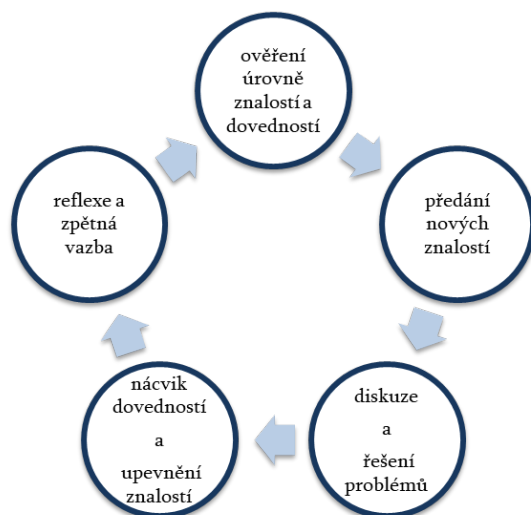 ověření
úrovně
znalostí a
dovedností
předání
nových
znalostí
diskuze
a
řešení
problémů
nácvik
dovedností
a
upevnění
znalostí
reflexe a
zpětná
vazba